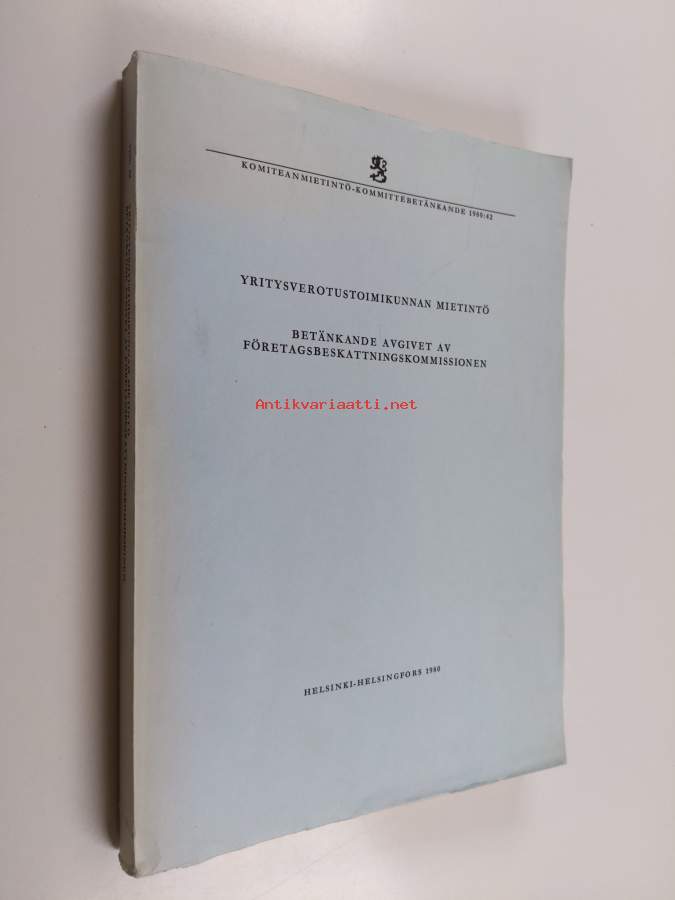 KOMITEANMIETINTÖ-KOMMITTEBETÄNKANDE 1980:42
YRITYSVEROTUSTOIMIKUNNAN MIETINTÖ
BETÄNKANDE AVGIVET AV
FÖRETAGSBESKATTNINGSKOMMISSIONEN
Antikvariaatti.net
HELSINKI-HELSINGFORS 1980